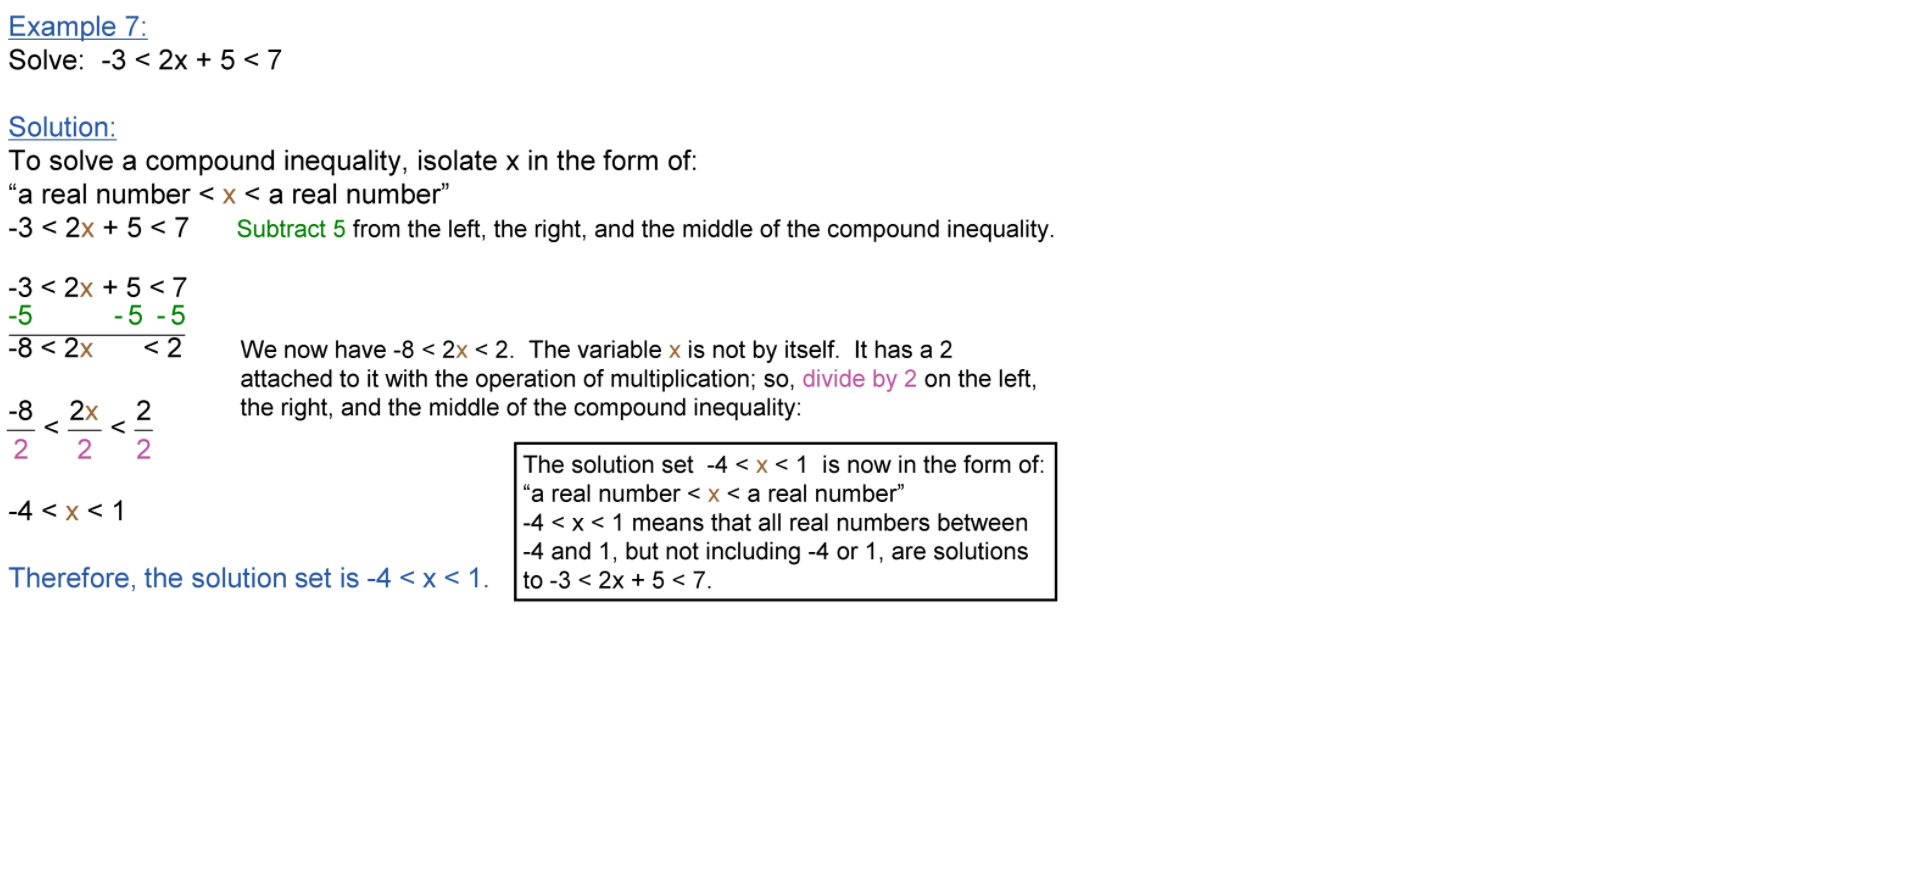 Example 7:
Solve:  -3 < 2x + 5 < 7
Solution:
To solve a compound inequality, isolate x in the form of:
“a real number < x < a real number”
-3 < 2x + 5 < 7 Subtract 5 from the left, the right, and the middle of the compound inequality.
-3 < 2x + 5 < 7
-5 - 5 - 5
-8 < 2x < 2
We now have -8 < 2x < 2.  The variable x is not by itself.  It has a 2
attached to it with the operation of multiplication; so, divide by 2 on the left,
the right, and the middle of the compound inequality:
-8 < 2x < 2
2 2 2
-4 < x < 1
Therefore, the solution set is -4 < x < 1.
The solution set  -4 < x < 1  is now in the form of:
“a real number < x < a real number”
-4 < x < 1 means that all real numbers between
-4 and 1, but not including -4 or 1, are solutions
to -3 < 2x + 5 < 7.